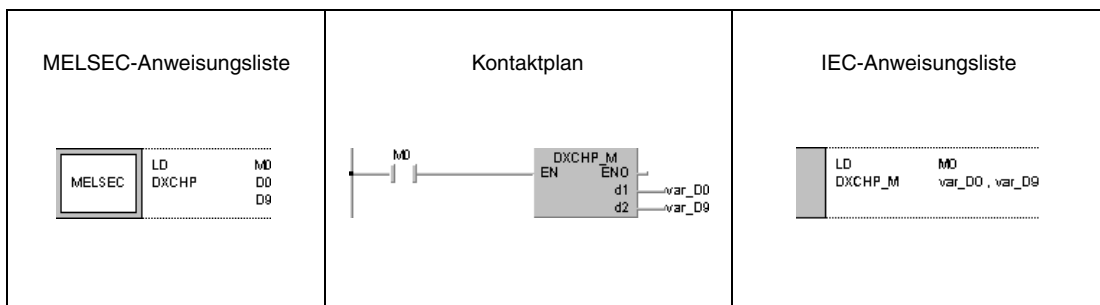 MELSEC-Anweisungsliste
MELSEC
LD M0
DXCHP D0
D9
Kontaktplan
M0
DXCHP_M
EN ENO
d1 var_D0
d2 var_D9
IEC-Anweisungsliste
LD M0
DXCHP_M var_D0 , var_D9